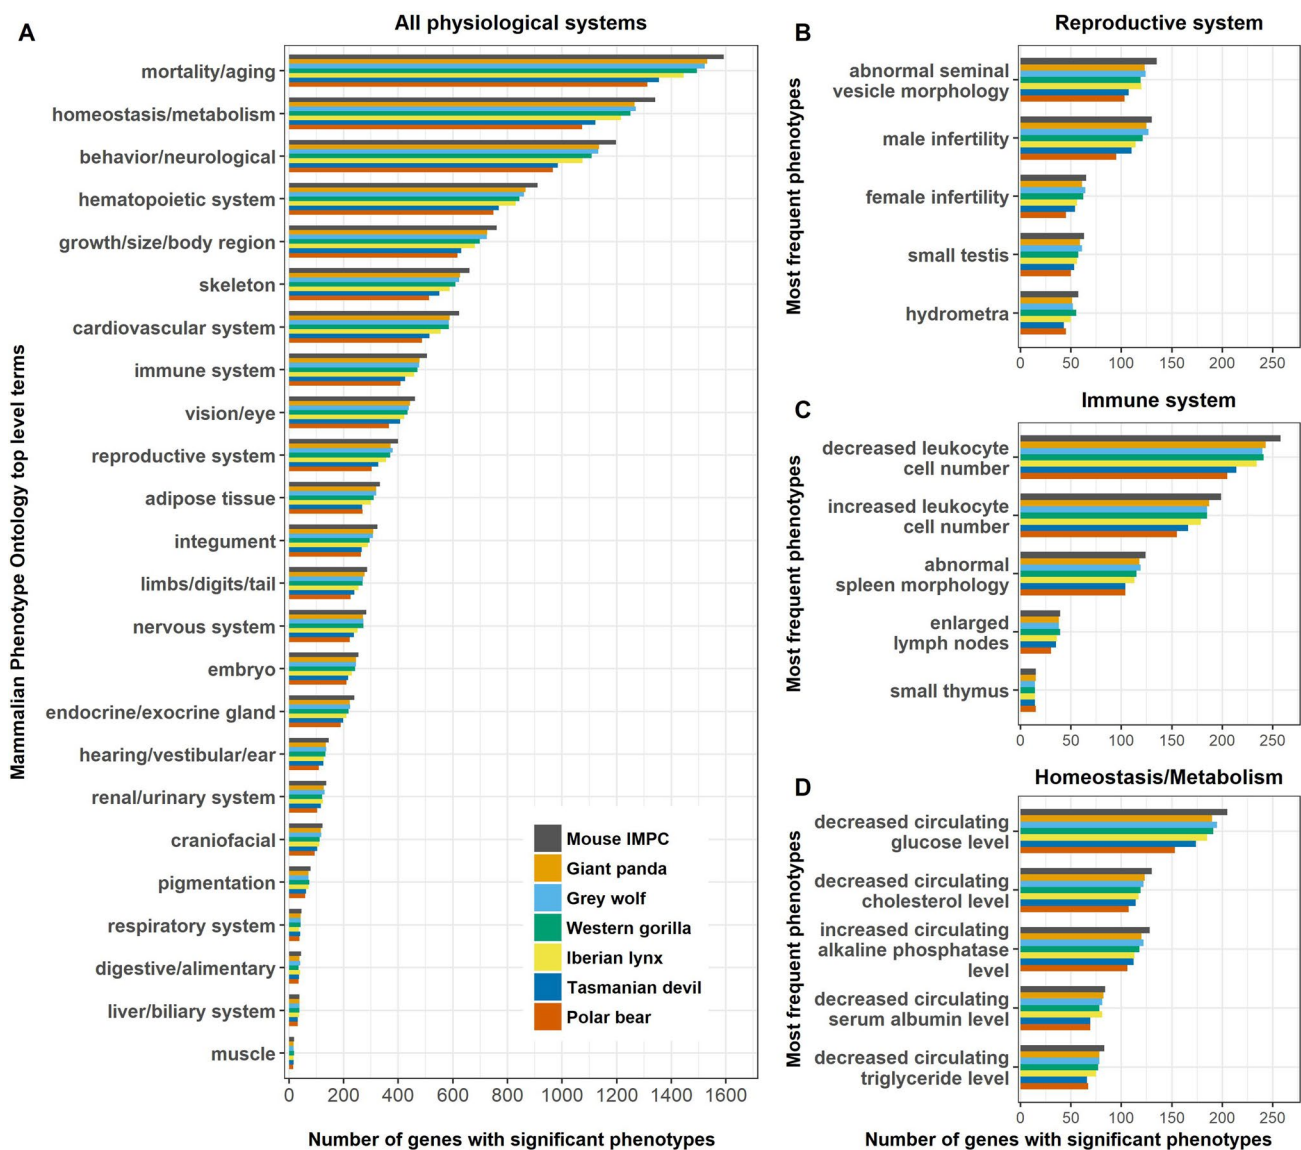 A
All physiological systems
Mammalian Phenotype Ontology top level terms
mortality/aging
homeostasis/metabolism
behavior/neurological
hematopoietic system
growth/size/body region
skeleton
cardiovascular system
immune system
vision/eye
reproductive system
adipose tissue
integument
limbs/digits/tail
nervous system
embryo
endocrine/exocrine gland
hearing/vestibular/ear
renal/urinary system
craniofacial
pigmentation
respiratory system
digestive/alimentary
liver/biliary system
muscle
Mouse IMPC
Giant panda
Grey wolf
Western gorilla
Iberian lynx
Tasmanian devil
Polar bear
0 200 400 600 800 1000 1200 1400 1600
Number of genes with significant phenotypes
B
Reproductive system
Most frequent phenotypes
abnormal seminal
vesicle morphology
male infertility
female infertility
small testis
hydrometra
0 50 100 150 200 250
C
Immune system
Most frequent phenotypes
decreased leukocyte
cell number
increased leukocyte
cell number
abnormal
spleen morphology
enlarged
lymph nodes
small thymus
0 50 100 150 200 250
D
Homeostasis/Metabolism
Most frequent phenotypes
decreased circulating
glucose level
decreased circulating
cholesterol level
increased circulating
alkaline phosphatase
level
decreased circulating
serum albumin level
decreased circulating
triglyceride level
0 50 100 150 200 250
Number of genes with significant phenotypes